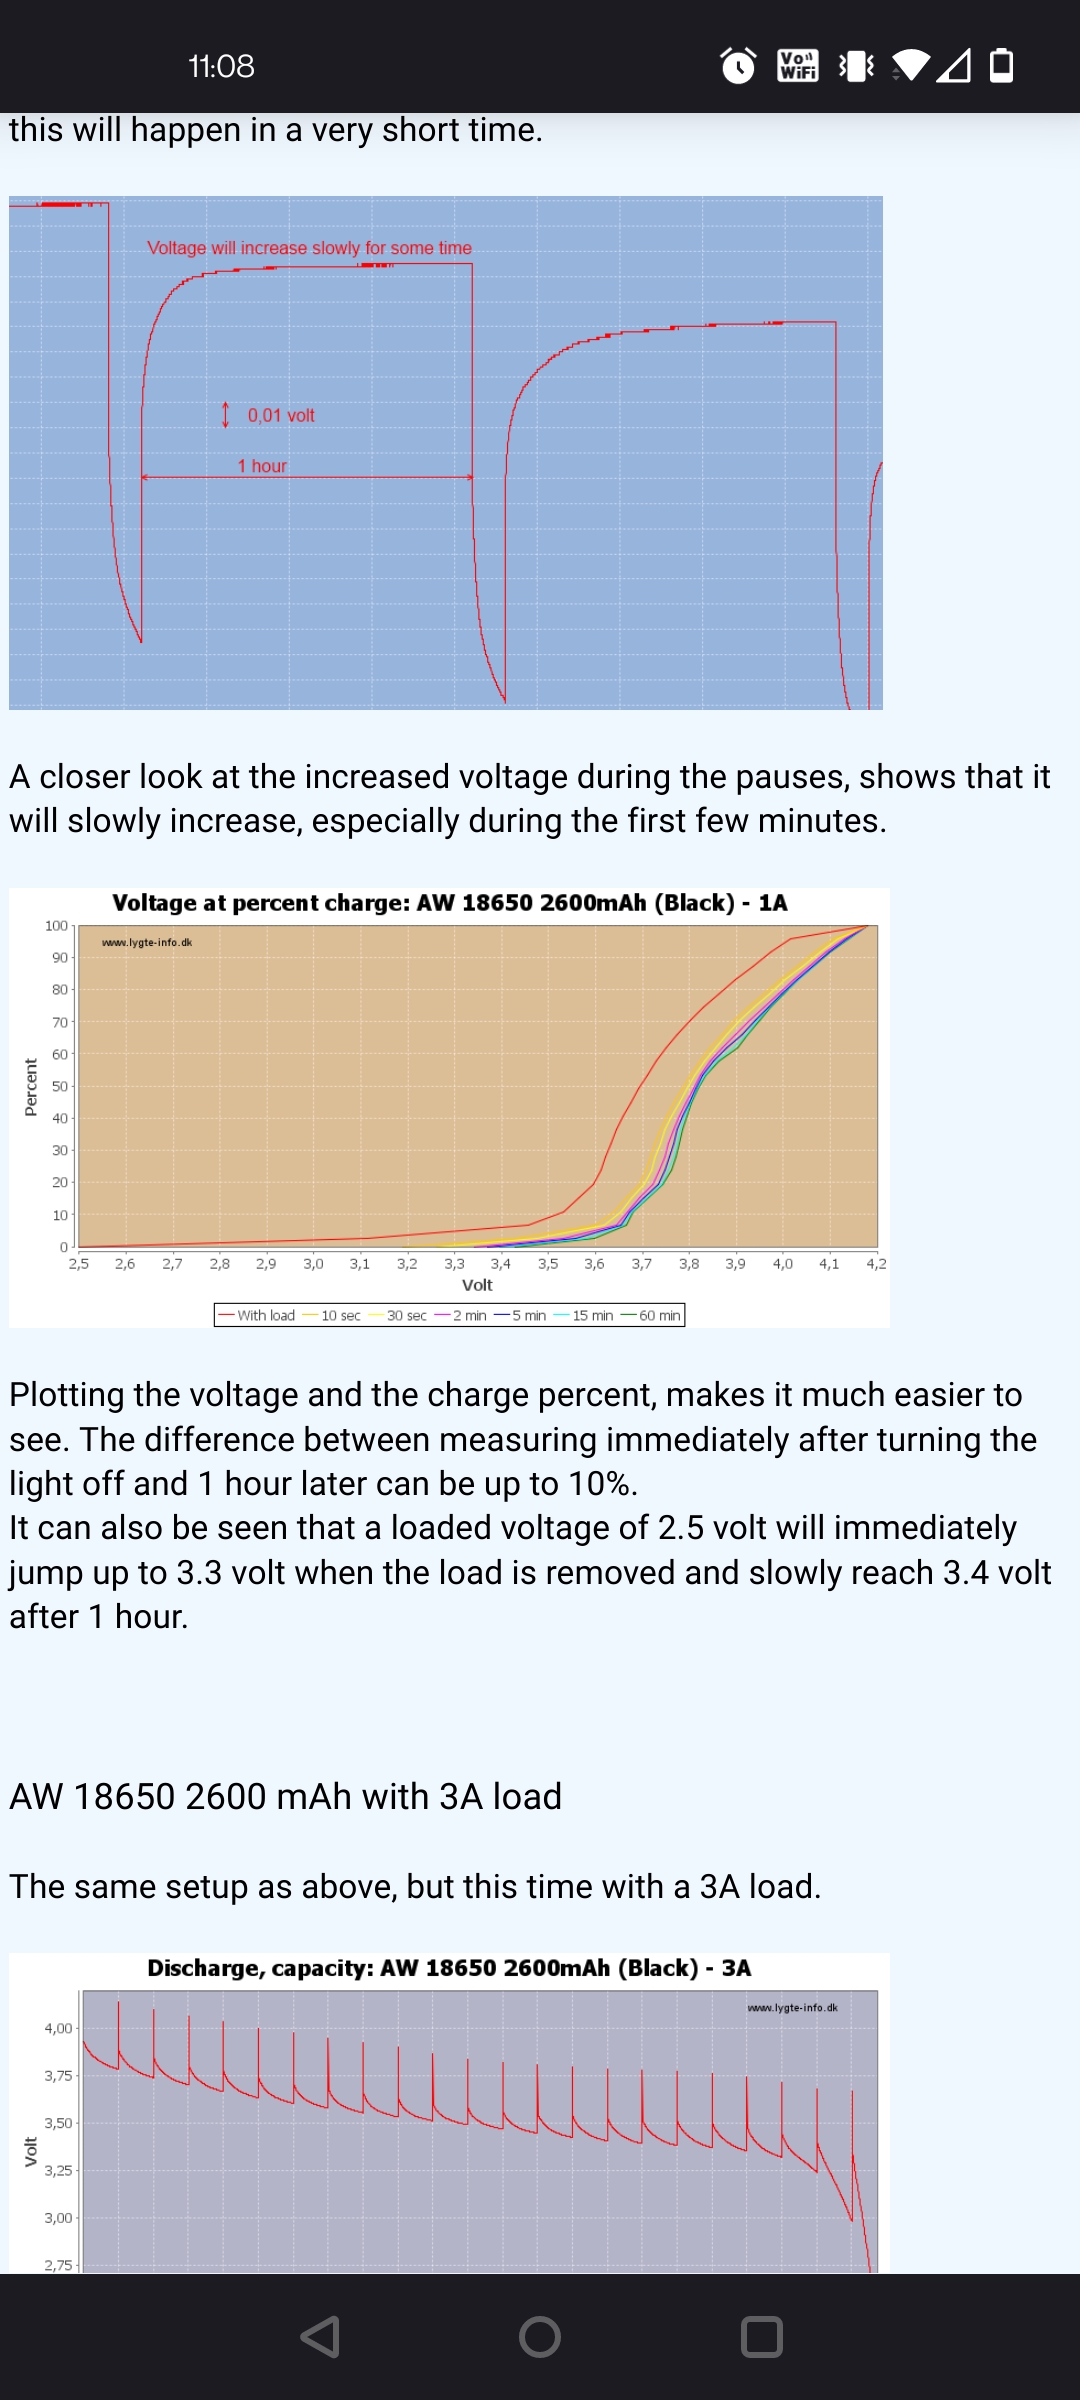 11:08
Vo
WiFi
this will happen in a very short time.
Voltage will increase slowly for some time
0,01 volt
1 hour
A closer look at the increased voltage during the pauses, shows that it
will slowly increase, especially during the first few minutes.
Voltage at percent charge: AW 18650 2600mAh (Black) - 1A
www.lygte-info.dk
100
90
80
70
60
50
40
30
20
10
0
Percent
2,5 2,6 2,7 2,8 2,9 3,0 3,1 3,2 3,3 3,4 3,5 3,6 3,7 3,8 3,9 4,0 4,1 4,2
Volt
With load 10 sec 30 sec 2 min 5 min 15 min 60 min
Plotting the voltage and the charge percent, makes it much easier to
see. The difference between measuring immediately after turning the
light off and 1 hour later can be up to 10%.
It can also be seen that a loaded voltage of 2.5 volt will immediately
jump up to 3.3 volt when the load is removed and slowly reach 3.4 volt
after 1 hour.
AW 18650 2600 mAh with 3A load
The same setup as above, but this time with a 3A load.
Discharge, capacity: AW 18650 2600mAh (Black) - 3A
www.lygte-info.dk
4,00
3,75
3,50
3,25
3,00
2,75
Volt